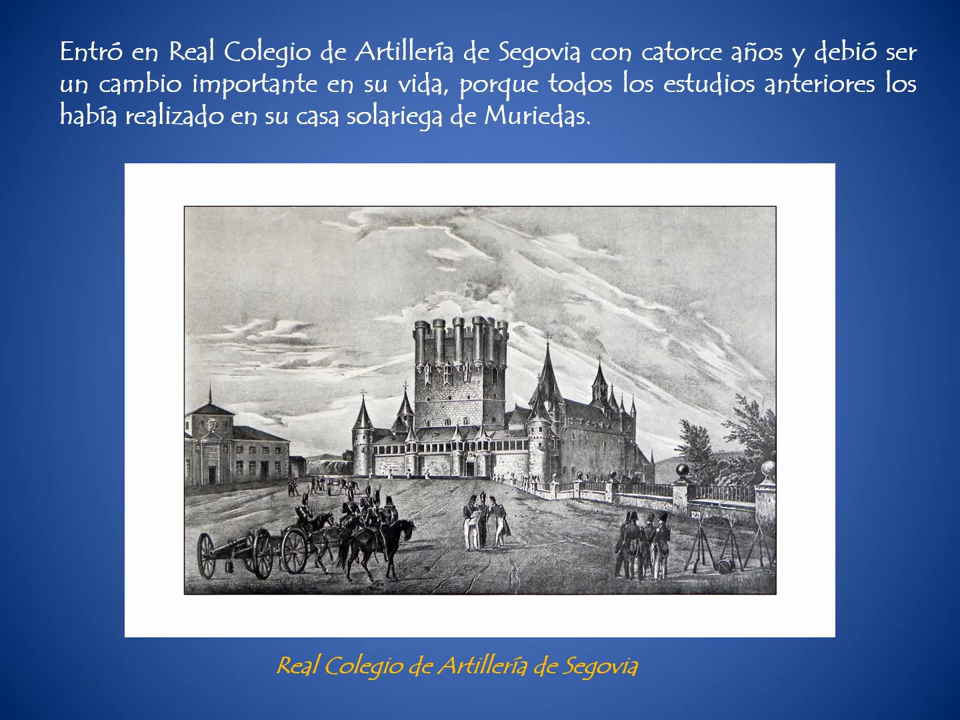 Entró en Real Colegio de Artillería de Segovia con catorce años y debió ser
un cambio importante en su vida, porque todos los estudios anteriores los
había realizado en su casa solariega de Muriedas.
Real Colegio de Artillería de Segovia